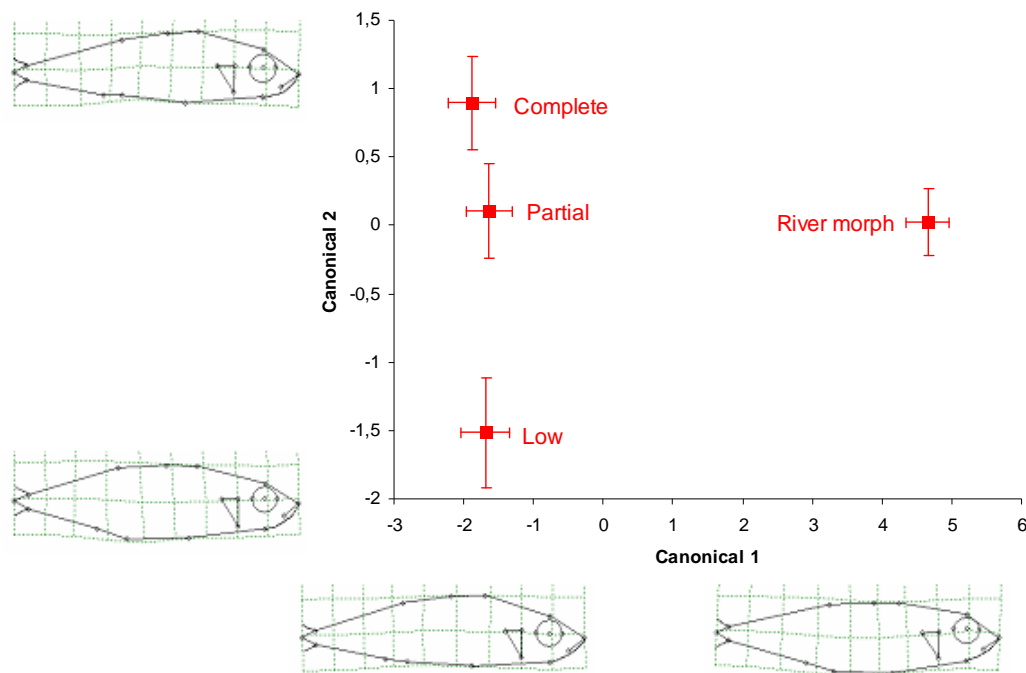 1,5
1
0,5
0
-0,5
-1
-1,5
-2
Canonical 2
Complete
Partial
River morph
Low
-3 -2 -1 0 1 2 3 4 5 6
Canonical 1